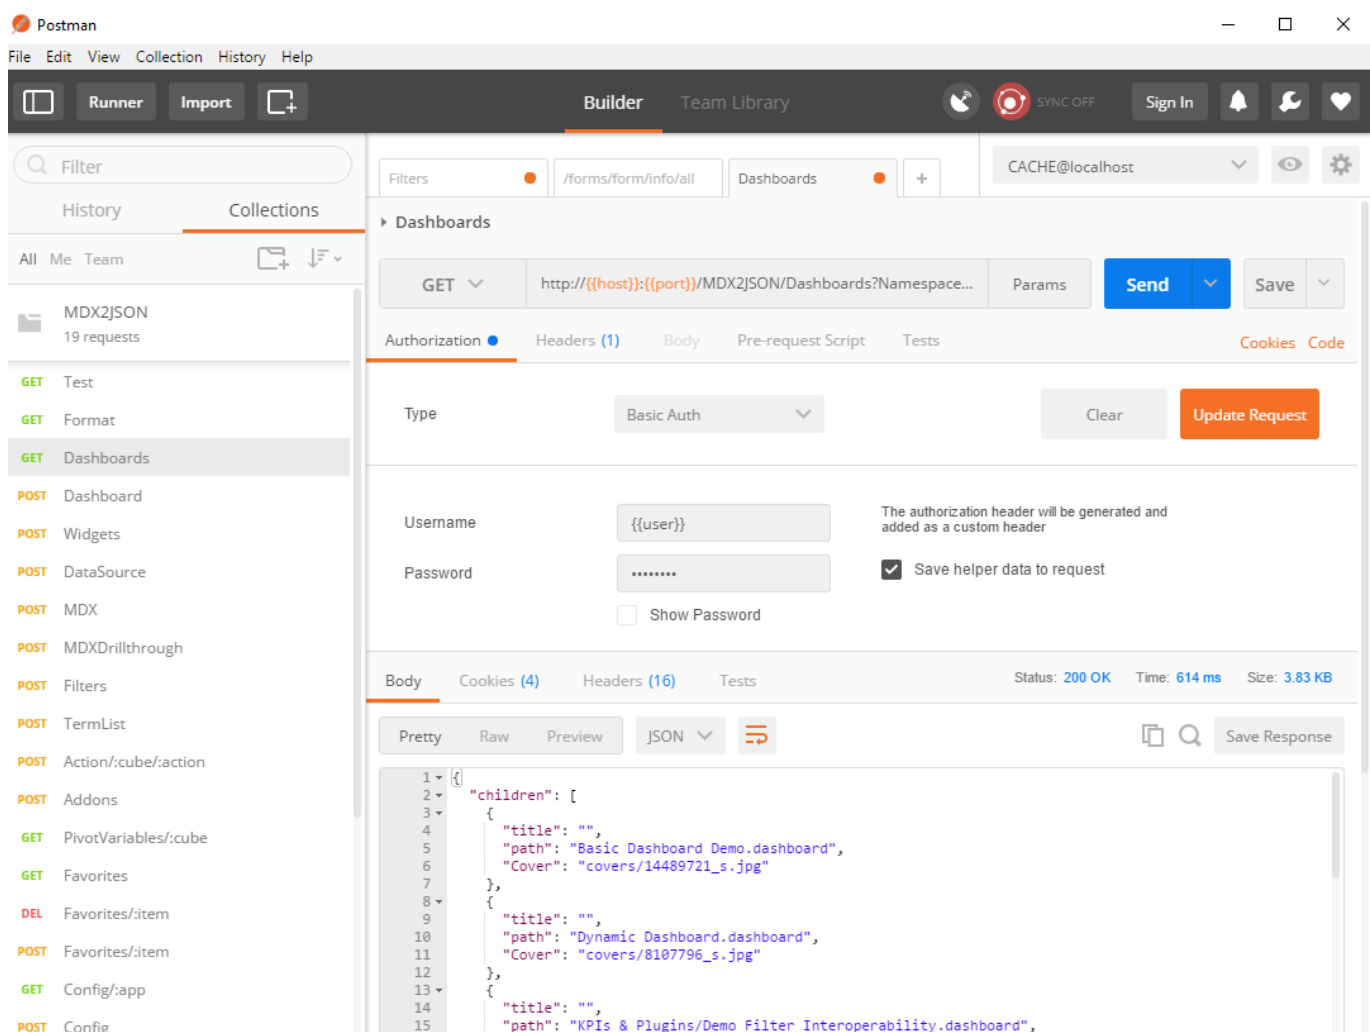 Postman
File Edit View Collection History Help
Runner Import Builder Team Library SYNC OFF Sign In
Filter
History Collections
All Me Team
MDX2JSON
19 requests
GET Test
GET Format
GET Dashboards
POST Dashboard
POST Widgets
POST DataSource
POST MDX
POST MDXDrillthrough
POST Filters
POST TermList
POST Action/:cube/:action
POST Addons
GET PivotVariables/:cube
GET Favorites
DEL Favorites/:item
POST Favorites/:item
GET Config/:app
POST Config
Filters /forms/form/info/all Dashboards + CACHE@localhost
Dashboards
GET http://{{host}}:{{port}}/MDX2JSON/Dashboards?Namespace... Params Send Save
Authorization Headers (1) Body Pre-request Script Tests Cookies Code
Type Basic Auth Clear Update Request
Username {{user}} The authorization header will be generated and
added as a custom header
Password •••••••• Save helper data to request
Show Password
Body Cookies (4) Headers (16) Tests Status: 200 OK Time: 614 ms Size: 3.83 KB
Pretty Raw Preview JSON Save Response
1 {
2 "children": [
3 {
4 "title": "",
5 "path": "Basic Dashboard Demo.dashboard",
6 "Cover": "covers/14489721_s.jpg"
7 },
8 {
9 "title": "",
10 "path": "Dynamic Dashboard.dashboard",
11 "Cover": "covers/8107796_s.jpg"
12 },
13 {
14 "title": "",
15 "path": "KPIs & Plugins/Demo Filter Interoperability.dashboard",